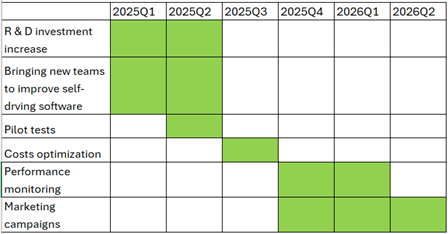 2025Q1 2025Q2 2025Q3 2025Q4 2026Q1 2026Q2
R & D investment
increase
Bringing new teams
to improve self-
drving software
Pilot tests
Costs optimization
Performance
monitoring
Marketing
campaigns